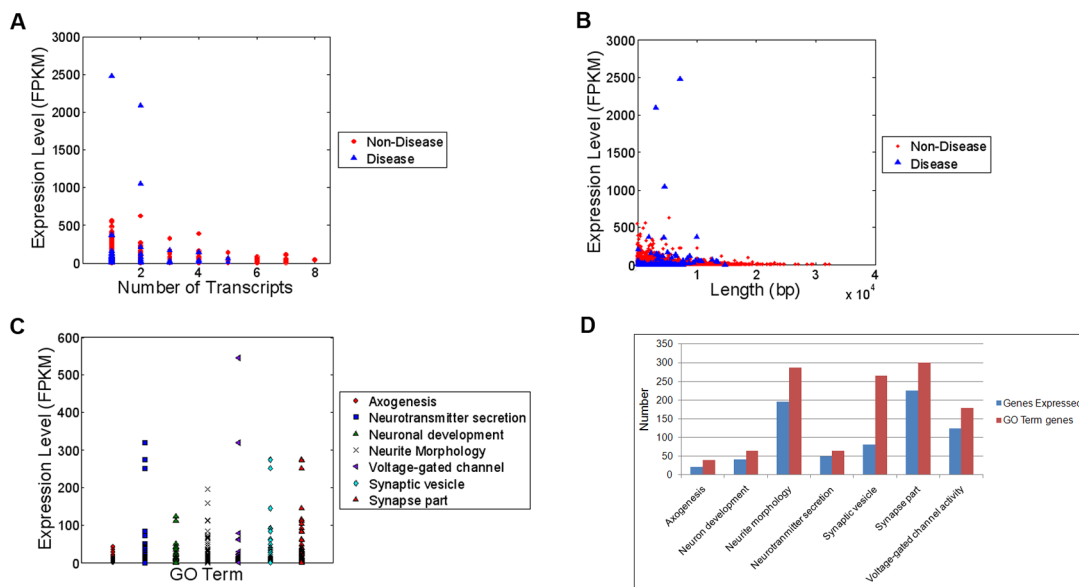 A
Expression Level (FPKM)
3000
2500
2000
1500
1000
500
0
2
4
6
8
Number of Transcripts
Non-Disease
Disease
B
Expression Level (FPKM)
3000
2500
2000
1500
1000
500
0
0
1
2
3
4
x 10^4
Length (bp)
Non-Disease
Disease
C
Expression Level (FPKM)
600
500
400
300
200
100
0
GO Term
Axogenesis
Neurotransmitter secretion
Neuronal development
Neurite Morphology
Voltage-gated channel
Synaptic vesicle
Synapse part
D
Number
350
300
250
200
150
100
50
0
Axogenesis
Neuron development
Neurite morphology
Neurotranmitter secretion
Synaptic vesicle
Synapse part
Voltage-gated channel activity
Genes Expressed
GO Term genes